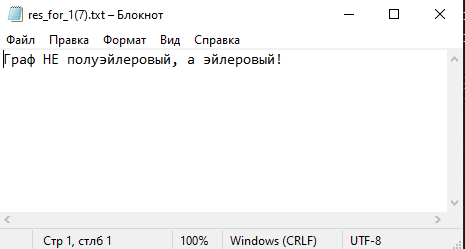 res_for_1(7).txt – Блокнот
Файл Правка Формат Вид Справка
Граф НЕ полуэйлеровый, а эйлеровый!
Стр 1, стлб 1 100% Windows (CRLF) UTF-8